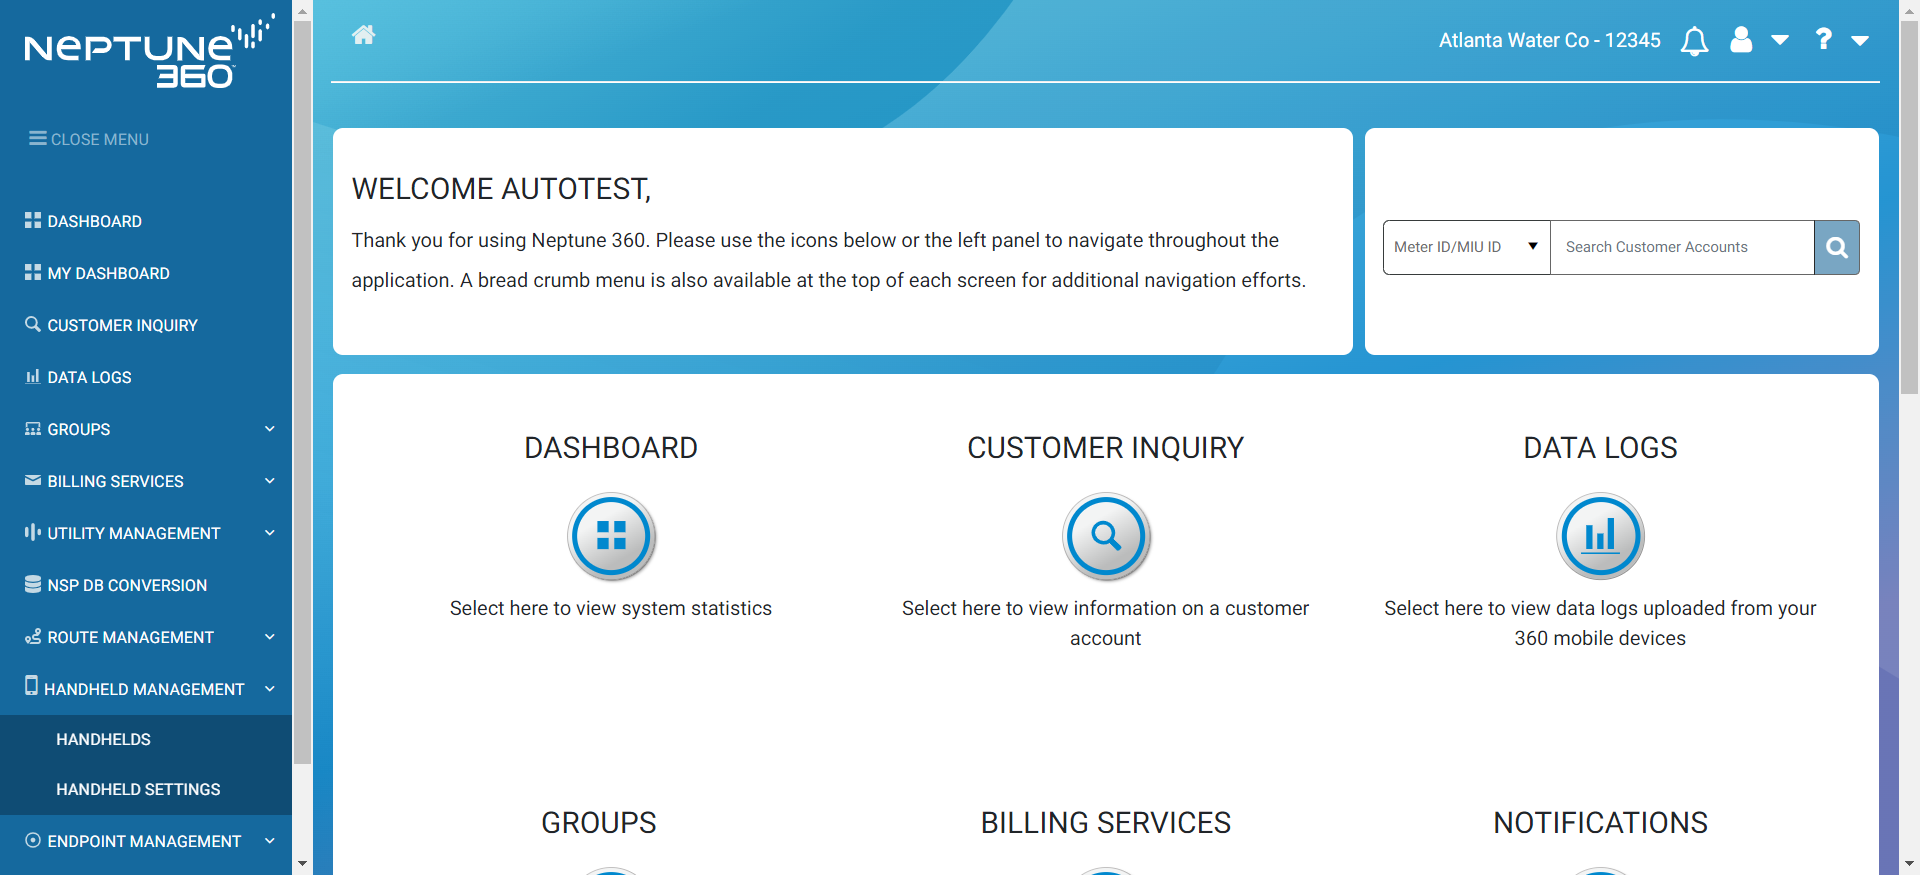 NEPTUNE
360
CLOSE MENU
DASHBOARD
MY DASHBOARD
CUSTOMER INQUIRY
DATA LOGS
GROUPS
BILLING SERVICES
UTILITY MANAGEMENT
NSP DB CONVERSION
ROUTE MANAGEMENT
HANDHELD MANAGEMENT
HANDHELDS
HANDHELD SETTINGS
ENDPOINT MANAGEMENT
Atlanta Water Co - 12345
?
WELCOME AUTOTEST,
Thank you for using Neptune 360. Please use the icons below or the left panel to navigate throughout the
application. A bread crumb menu is also available at the top of each screen for additional navigation efforts.
Meter ID/MIU ID
Search Customer Accounts
DASHBOARD
Select here to view system statistics
CUSTOMER INQUIRY
Select here to view information on a customer
account
DATA LOGS
Select here to view data logs uploaded from your
360 mobile devices
GROUPS
BILLING SERVICES
NOTIFICATIONS